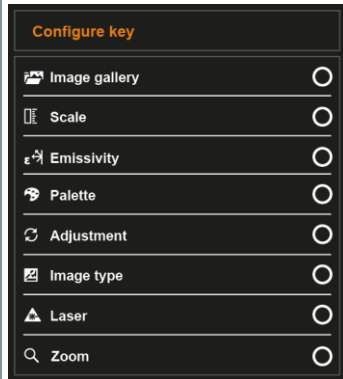 Configure key
Image gallery
Scale
ε Emissivity
Palette
Adjustment
Image type
Laser
Zoom